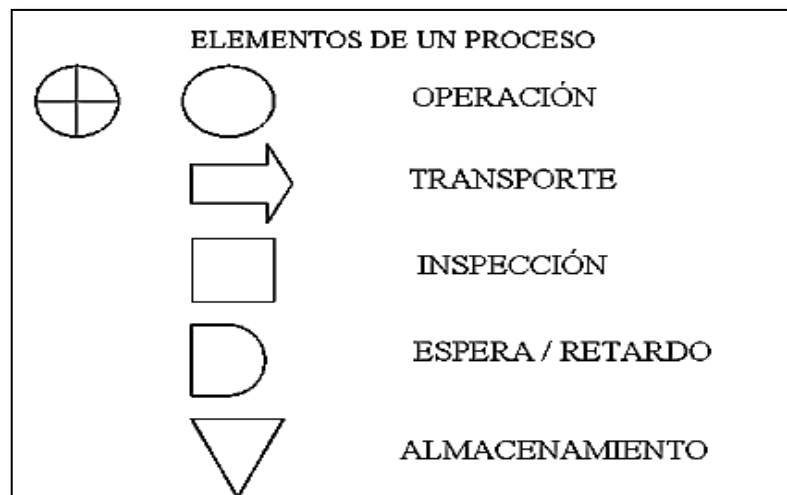 ELEMENTOS DE UN PROCESO
OPERACIÓN
TRANSPORTE
INSPECCIÓN
ESPERA / RETARDO
ALMACENAMIENTO